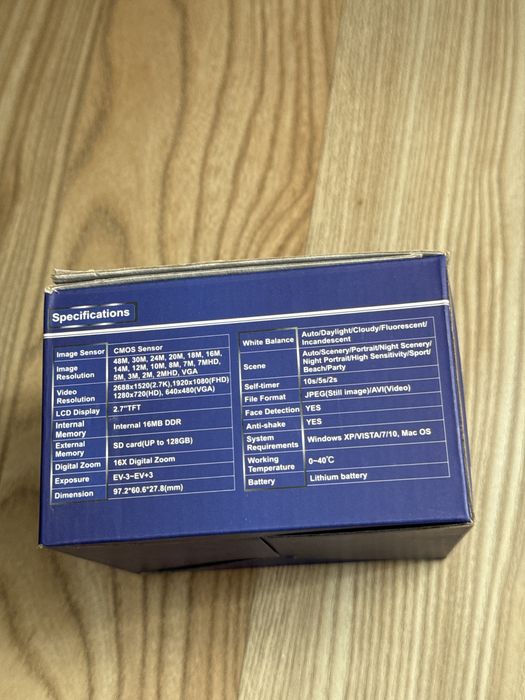 Specifications
Image Sensor CMOS Sensor
Image Resolution 48M, 30M, 24M, 20M, 18M, 16M,
14M, 12M, 10M, 8M, 7M, 7MHD,
5M, 3M, 2M, 2MHD, VGA
Video Resolution 2688x1520(2.7K),1920x1080(FHD)
1280x720(HD), 640x480(VGA)
LCD Display 2.7"TFT
Internal Memory Internal 16MB DDR
External Memory SD card(UP to 128GB)
Digital Zoom 16X Digital Zoom
Exposure EV-3~EV+3
Dimension 97.2*60.6*27.8(mm)
White Balance Auto/Daylight/Cloudy/Fluorescent/
Incandescent
Scene Auto/Scenery/Portrait/Night Scenery/
Night Portrait/High Sensitivity/Sport/
Beach/Party
Self-timer 10s/5s/2s
File Format JPEG(Still image)/AVI(Video)
Face Detection YES
Anti-shake YES
System Requirements Windows XP/VISTA/7/10, Mac OS
Working Temperature 0~40℃
Battery Lithium battery